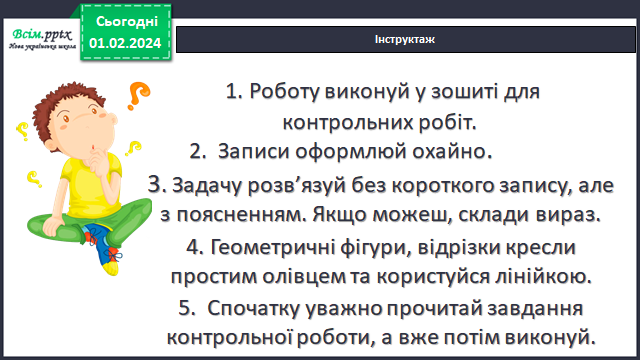 Всім.pptx
Нова українська школа
Сьогодні
01.02.2024
Інструктаж
1. Роботу виконуй у зошиті для
контрольних робіт.
2. Записи оформлюй охайно.
3. Задачу розв’язуй без короткого запису, але
з поясненням. Якщо можеш, склади вираз.
4. Геометричні фігури, відрізки кресли
простим олівцем та користуйся лінійкою.
5. Спочатку уважно прочитай завдання
контрольної роботи, а вже потім виконуй.